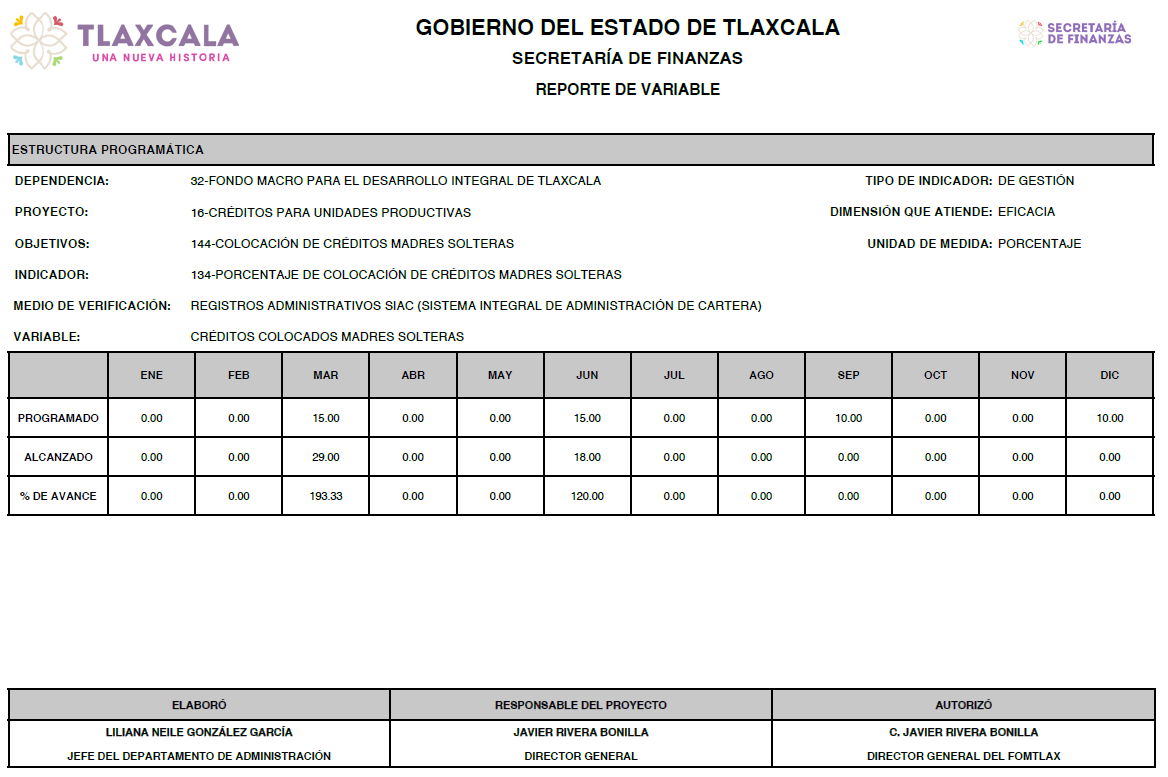 TLAXCALA
UNA NUEVA HISTORIA
GOBIERNO DEL ESTADO DE TLAXCALA
SECRETARÍA DE FINANZAS
REPORTE DE VARIABLE
SECRETARÍA
DE FINANZAS
ESTRUCTURA PROGRAMÁTICA
DEPENDENCIA: 32-FONDO MACRO PARA EL DESARROLLO INTEGRAL DE TLAXCALA TIPO DE INDICADOR: DE GESTIÓN
PROYECTO: 16-CRÉDITOS PARA UNIDADES PRODUCTIVAS DIMENSIÓN QUE ATIENDE: EFICACIA
OBJETIVOS: 144-COLOCACIÓN DE CRÉDITOS MADRES SOLTERAS UNIDAD DE MEDIDA: PORCENTAJE
INDICADOR: 134-PORCENTAJE DE COLOCACIÓN DE CRÉDITOS MADRES SOLTERAS
MEDIO DE VERIFICACIÓN: REGISTROS ADMINISTRATIVOS SIAC (SISTEMA INTEGRAL DE ADMINISTRACIÓN DE CARTERA)
VARIABLE: CRÉDITOS COLOCADOS MADRES SOLTERAS
ENE FEB MAR ABR MAY JUN JUL AGO SEP OCT NOV DIC
PROGRAMADO 0.00 0.00 15.00 0.00 0.00 15.00 0.00 0.00 10.00 0.00 0.00 10.00
ALCANZADO 0.00 0.00 29.00 0.00 0.00 18.00 0.00 0.00 0.00 0.00 0.00 0.00
% DE AVANCE 0.00 0.00 193.33 0.00 0.00 120.00 0.00 0.00 0.00 0.00 0.00 0.00
ELABORÓ RESPONSABLE DEL PROYECTO AUTORIZÓ
LILIANA NEILE GONZÁLEZ GARCÍA JAVIER RIVERA BONILLA C. JAVIER RIVERA BONILLA
JEFE DEL DEPARTAMENTO DE ADMINISTRACIÓN DIRECTOR GENERAL DIRECTOR GENERAL DEL FOMTLAX